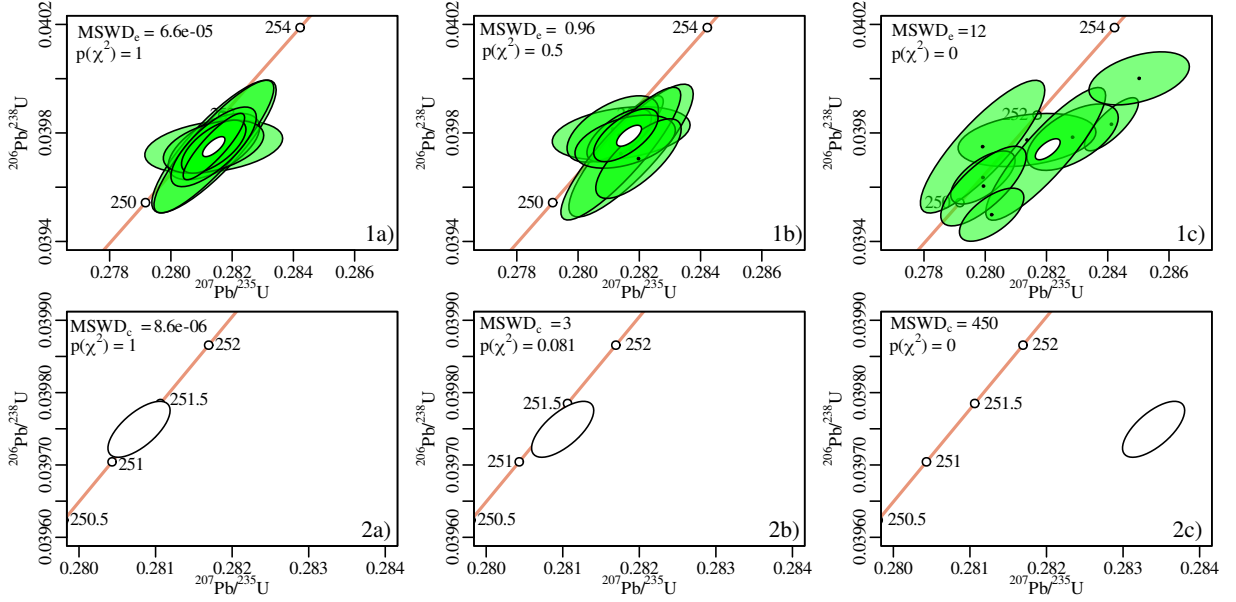 MSWDₑ = 6.6e-05
p(χ²) = 1
254
250
1a)
0.0394
0.0398
0.0402
²⁰⁶Pb/²³⁸U
0.278
0.280
0.282
0.284
0.286
²⁰⁷Pb/²³⁵U
MSWDₑ = 0.96
p(χ²) = 0.5
254
250
1b)
0.0394
0.0398
0.0402
²⁰⁶Pb/²³⁸U
0.278
0.280
0.282
0.284
0.286
²⁰⁷Pb/²³⁵U
MSWDₑ = 12
p(χ²) = 0
254
252
250
1c)
0.0394
0.0398
0.0402
²⁰⁶Pb/²³⁸U
0.278
0.280
0.282
0.284
0.286
²⁰⁷Pb/²³⁵U
MSWD꜀ = 8.6e-06
p(χ²) = 1
252
251.5
251
250.5
2a)
0.03960
0.03970
0.03980
0.03990
²⁰⁶Pb/²³⁸U
0.280
0.281
0.282
0.283
0.284
²⁰⁷Pb/²³⁵U
MSWD꜀ = 3
p(χ²) = 0.081
252
251.5
251
250.5
2b)
0.03960
0.03970
0.03980
0.03990
²⁰⁶Pb/²³⁸U
0.280
0.281
0.282
0.283
0.284
²⁰⁷Pb/²³⁵U
MSWD꜀ = 450
p(χ²) = 0
252
251.5
251
250.5
2c)
0.03960
0.03970
0.03980
0.03990
²⁰⁶Pb/²³⁸U
0.280
0.281
0.282
0.283
0.284
²⁰⁷Pb/²³⁵U